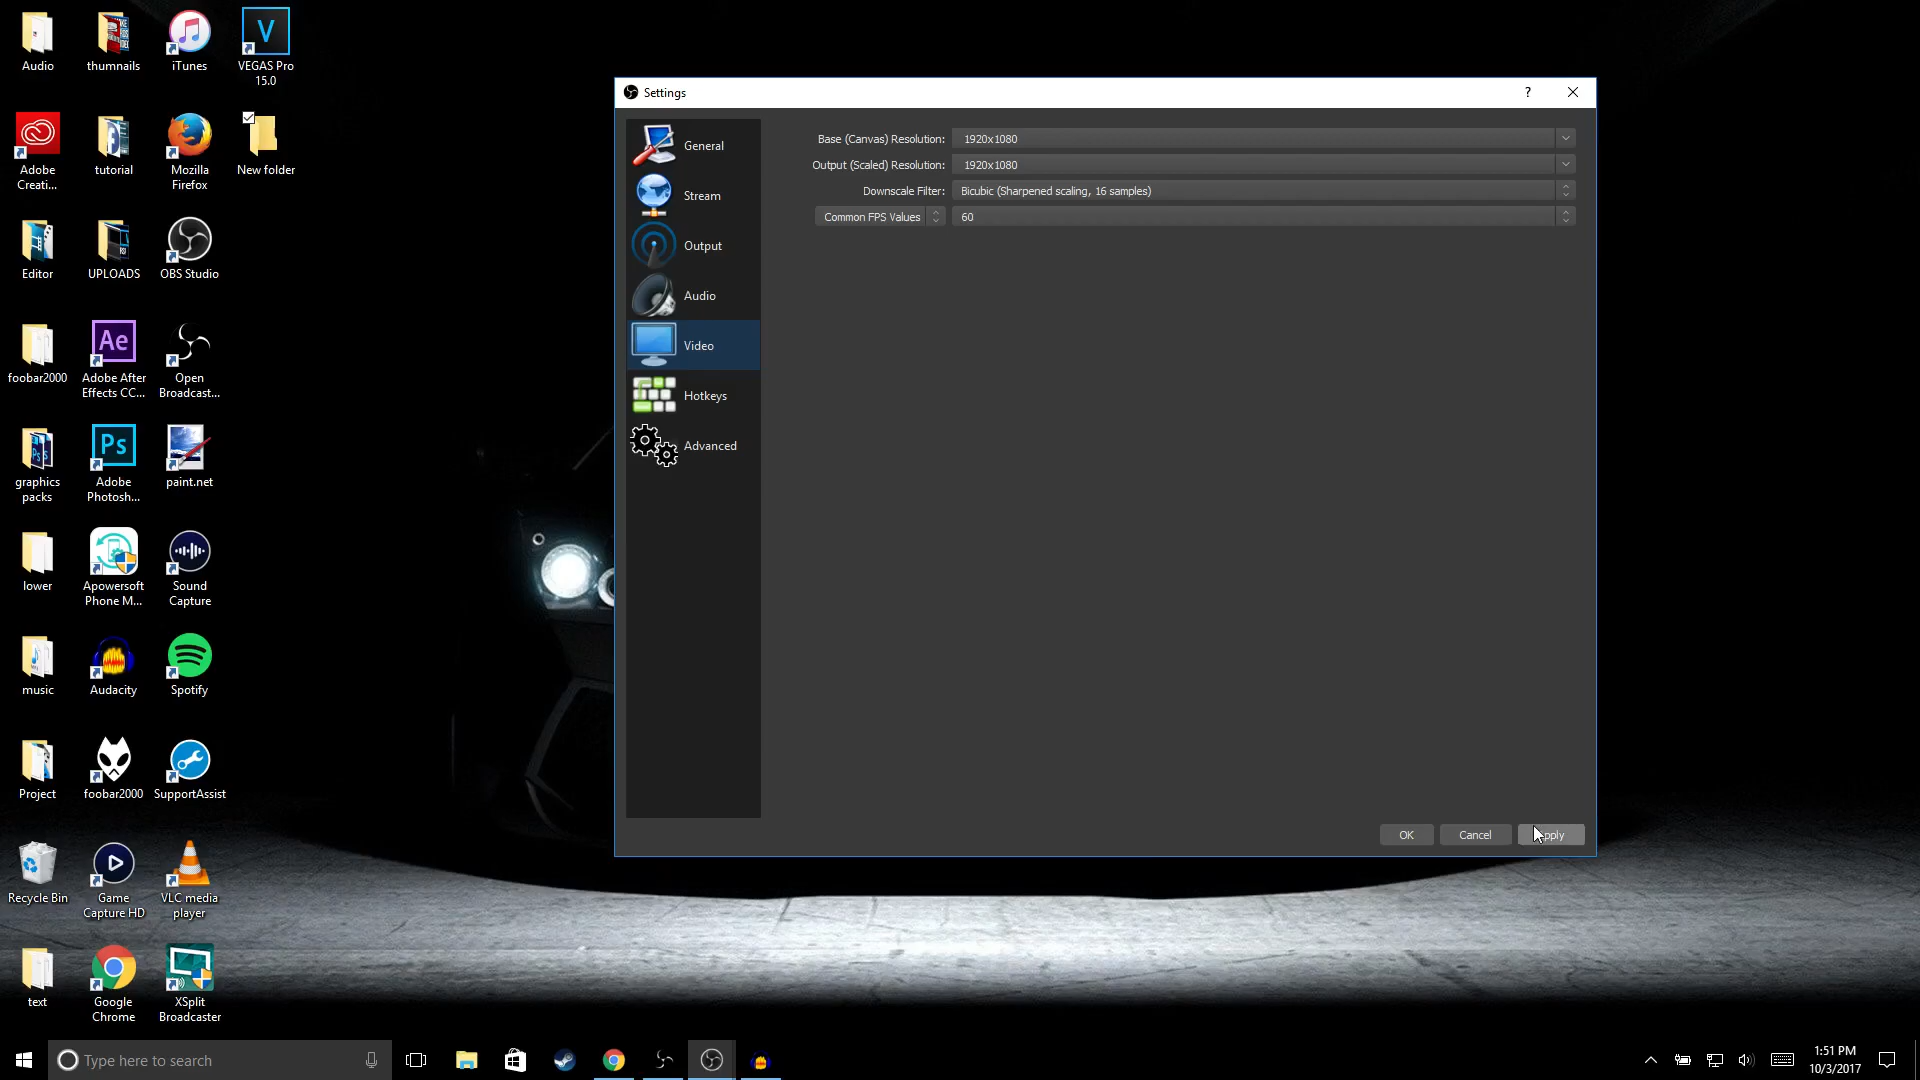 Audio
thumnails
iTunes
VEGAS Pro
15.0
Adobe
Creati...
tutorial
Mozilla
Firefox
New folder
Editor
UPLOADS
OBS Studio
foobar2000
Adobe After
Effects CC...
Open
Broadcast...
graphics
packs
Adobe
Photosh...
paint.net
lower
Apowersoft
Phone M...
Sound
Capture
music
Audacity
Spotify
Project
foobar2000
SupportAssist
Recycle Bin
Game
Capture HD
VLC media
player
text
Google
Chrome
XSplit
Broadcaster
V
Ae
Ps
Settings
?
General
Stream
Output
Audio
Video
Hotkeys
Advanced
Base (Canvas) Resolution: 1920x1080
Output (Scaled) Resolution: 1920x1080
Downscale Filter: Bicubic (Sharpened scaling, 16 samples)
Common FPS Values 60
OK
Cancel
Type here to search
1:51 PM
10/3/2017